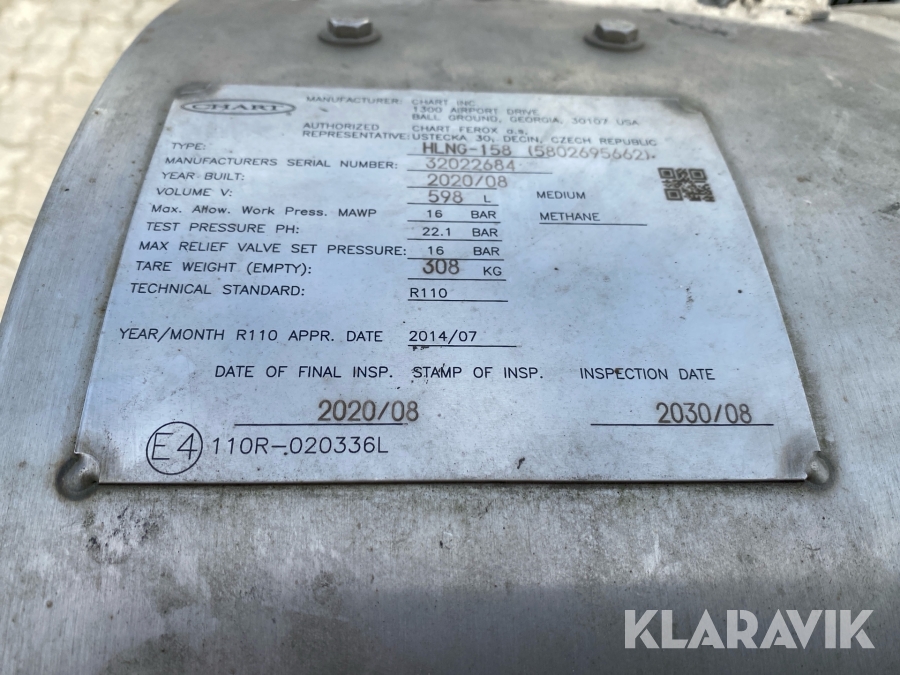 CHART
MANUFACTURER: CHART INC
1300 AIRPORT DRIVE
BALL GROUND, GEORGIA, 30107 USA
AUTHORIZED REPRESENTATIVE: CHART FEROX a.s.
USTECKA 30, DECIN, CZECH REPUBLIC
TYPE: HLNG-158 (5802695662)
MANUFACTURERS SERIAL NUMBER: 32022684
YEAR BUILT: 2020/08
VOLUME V: 598 L MEDIUM
Max. Allow. Work Press. MAWP 16 BAR METHANE
TEST PRESSURE PH: 22.1 BAR
MAX RELIEF VALVE SET PRESSURE: 16 BAR
TARE WEIGHT (EMPTY): 308 KG
TECHNICAL STANDARD: R110
YEAR/MONTH R110 APPR. DATE 2014/07
DATE OF FINAL INSP. STAMP OF INSP. INSPECTION DATE
2020/08 2030/08
E4 110R-020336L
KLARAVIK